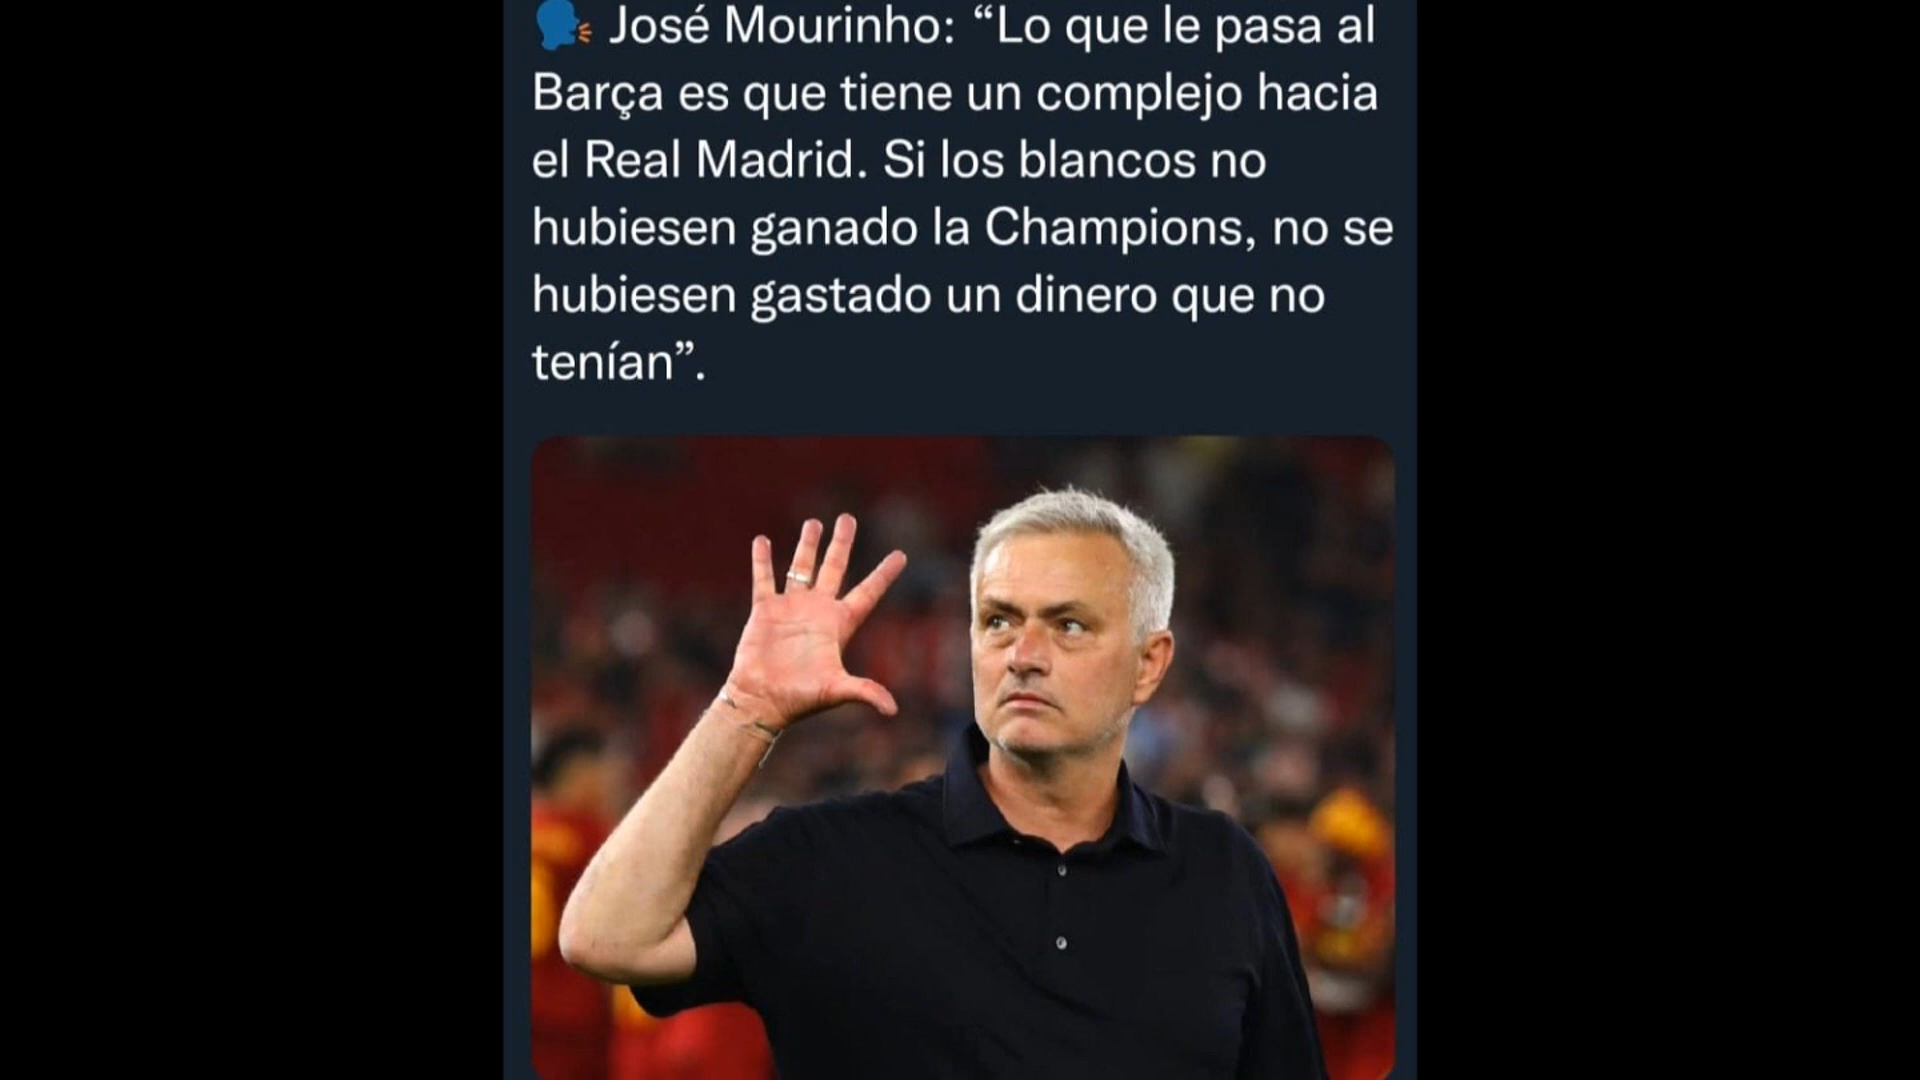 🗣️ José Mourinho: “Lo que le pasa al
Barça es que tiene un complejo hacia
el Real Madrid. Si los blancos no
hubiesen ganado la Champions, no se
hubiesen gastado un dinero que no
tenían”.